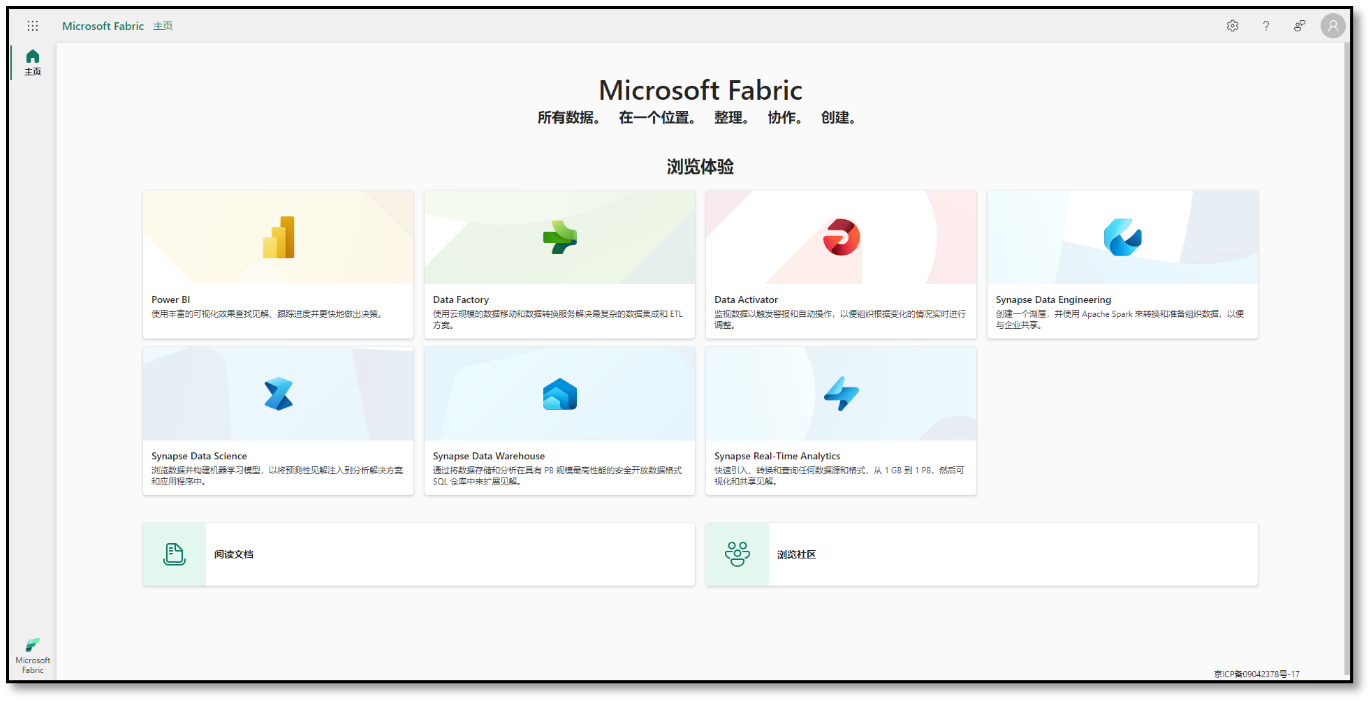 Microsoft Fabric 主页
主页
Microsoft Fabric
所有数据。 在一个位置。 整理。 协作。 创建。
浏览体验
Power BI
使用丰富的可视化效果查找见解、跟踪进度并更快地做出决策。
Data Factory
使用云规模的数据移动和数据转换服务解决最复杂的数据集成和 ETL
方案。
Data Activator
监视数据以触发警报和自动操作，以便组织根据变化的情况实时进行
调整。
Synapse Data Engineering
创建一个湖屋，并使用 Apache Spark 来转换和准备组织数据，以便
与企业共享。
Synapse Data Science
浏览数据并构建机器学习模型，以将预测性见解注入到分析解决方案
和应用程序中。
Synapse Data Warehouse
通过将数据存储和分析在具有 PB 规模最高性能的安全开放数据格式
SQL 仓库中来扩展见解。
Synapse Real-Time Analytics
快速引入、转换和查询任何数据源和格式，从 1 GB 到 1 PB，然后可
视化和共享见解。
阅读文档
浏览社区
Microsoft
Fabric
京ICP备09042378号-17